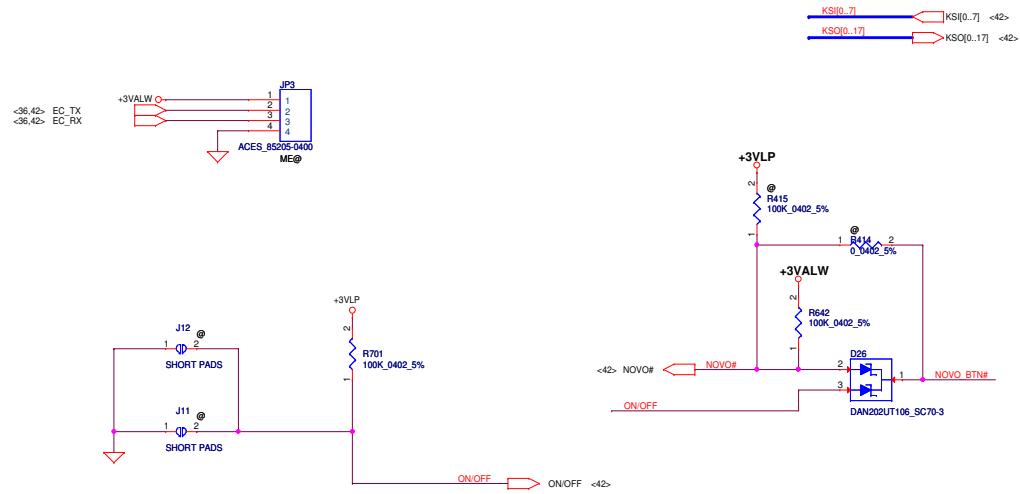 KSI[0..7]
KSI[0..7] <42>
KSO[0..17]
KSO[0..17] <42>
JP3
+3VALW
1 1
<36,42> EC_TX
2 2
<36,42> EC_RX
3 3
4 4
ACES_85205-0400
ME@
+3VLP
2
@
R415
100K_0402_5%
1
@
1 R414 2
0_0402_5%
+3VALW
2
R642
100K_0402_5%
1
+3VLP
2
R701
100K_0402_5%
1
J12
@
1 2
SHORT PADS
J11
@
1 2
SHORT PADS
D26
<42> NOVO#
NOVO#
2
1
NOVO_BTN#
3
ON/OFF
DAN202UT106_SC70-3
ON/OFF
ON/OFF <42>